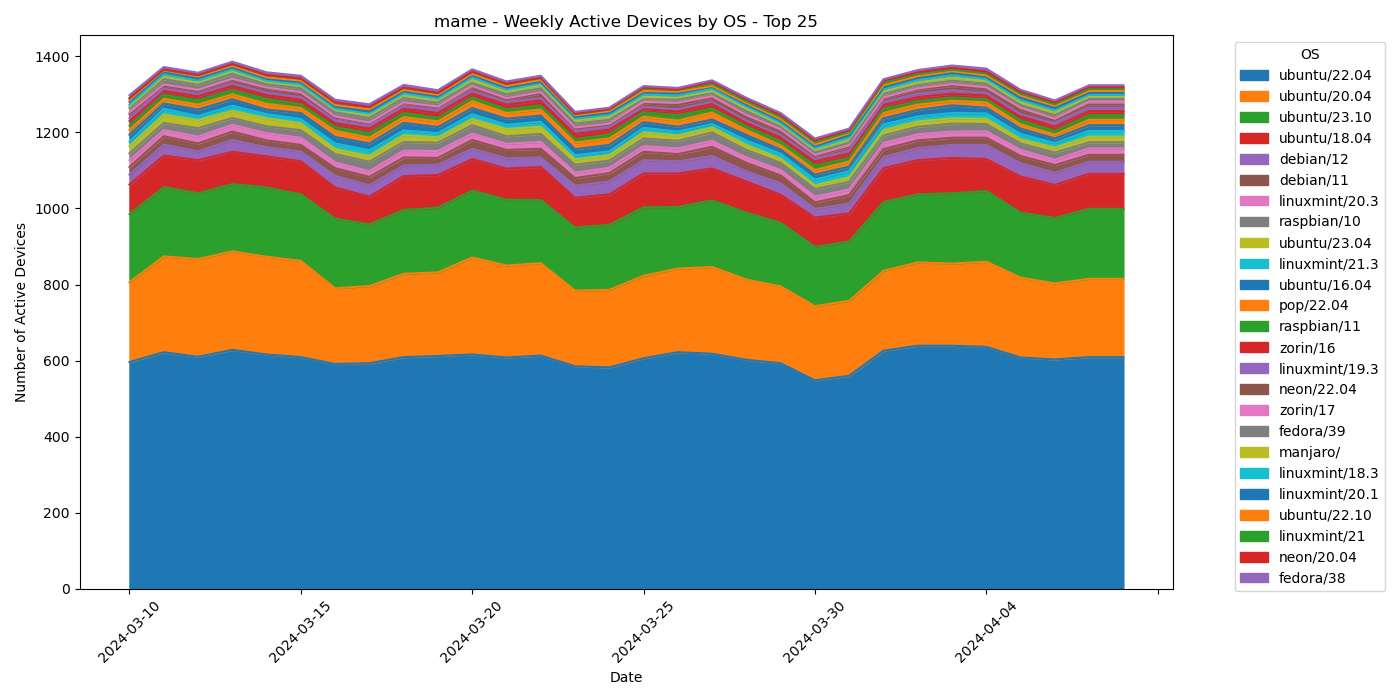 mame - Weekly Active Devices by OS - Top 25
Number of Active Devices
1400
1200
1000
800
600
400
200
0
2024-03-10
2024-03-15
2024-03-20
2024-03-25
2024-03-30
2024-04-04
Date
OS
ubuntu/22.04
ubuntu/20.04
ubuntu/23.10
ubuntu/18.04
debian/12
debian/11
linuxmint/20.3
raspbian/10
ubuntu/23.04
linuxmint/21.3
ubuntu/16.04
pop/22.04
raspbian/11
zorin/16
linuxmint/19.3
neon/22.04
zorin/17
fedora/39
manjaro/
linuxmint/18.3
linuxmint/20.1
ubuntu/22.10
linuxmint/21
neon/20.04
fedora/38